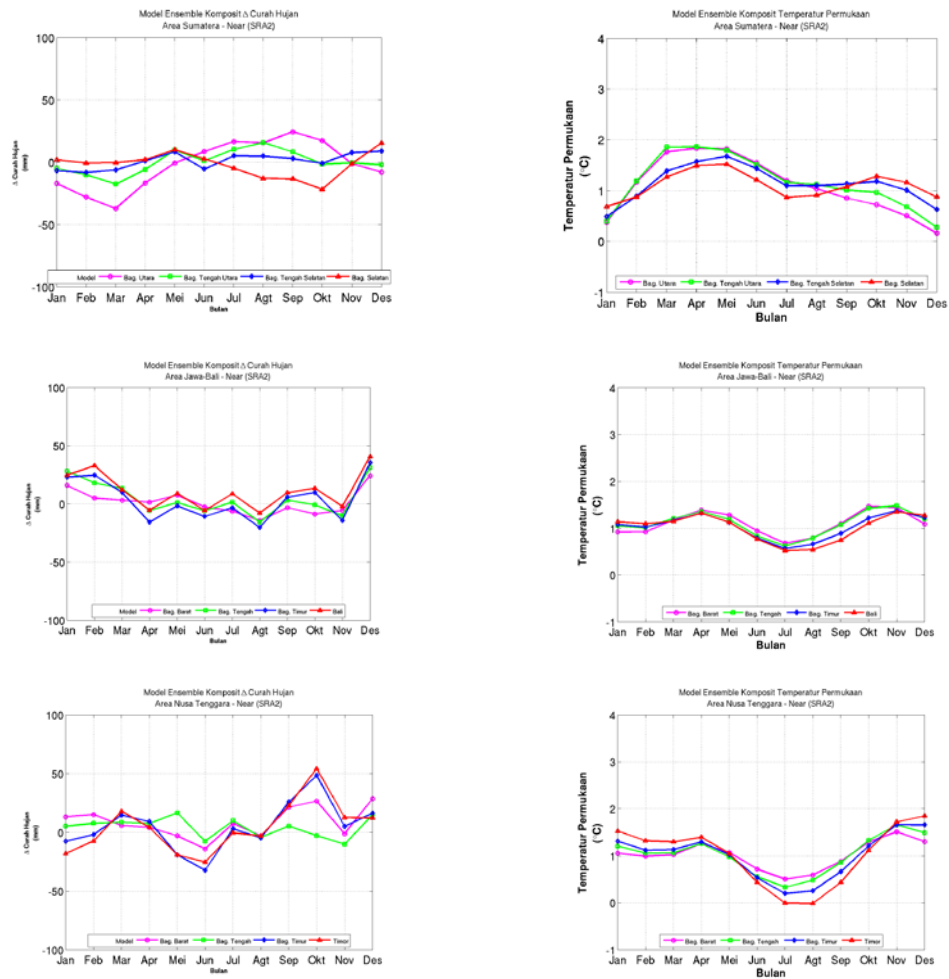 Model Ensemble Komposit Δ Curah Hujan
Area Sumatera - Near (SRA2)
100
50
0
-50
-100
Δ Curah Hujan
(mm)
Model Bag. Utara Bag. Tengah Utara Bag. Tengah Selatan Bag. Selatan
Jan Feb Mar Apr Mei Jun Jul Agt Sep Okt Nov Des
Bulan
Model Ensemble Komposit Temperatur Permukaan
Area Sumatera - Near (SRA2)
4
3
2
1
0
-1
Temperatur Permukaan
(°C)
Bag. Utara Bag. Tengah Utara Bag. Tengah Selatan Bag. Selatan
Jan Feb Mar Apr Mei Jun Jul Agt Sep Okt Nov Des
Bulan
Model Ensemble Komposit Δ Curah Hujan
Area Jawa-Bali - Near (SRA2)
100
50
0
-50
-100
Δ Curah Hujan
(mm)
Model Bag. Barat Bag. Tengah Bag. Timur Bali
Jan Feb Mar Apr Mei Jun Jul Agt Sep Okt Nov Des
Bulan
Model Ensemble Komposit Temperatur Permukaan
Area Jawa-Bali - Near (SRA2)
4
3
2
1
0
-1
Temperatur Permukaan
(°C)
Bag. Barat Bag. Tengah Bag. Timur Bali
Jan Feb Mar Apr Mei Jun Jul Agt Sep Okt Nov Des
Bulan
Model Ensemble Komposit Δ Curah Hujan
Area Nusa Tenggara - Near (SRA2)
100
50
0
-50
-100
Δ Curah Hujan
(mm)
Model Bag. Barat Bag. Tengah Bag. Timur Timor
Jan Feb Mar Apr Mei Jun Jul Agt Sep Okt Nov Des
Bulan
Model Ensemble Komposit Temperatur Permukaan
Area Nusa Tenggara - Near (SRA2)
4
3
2
1
0
-1
Temperatur Permukaan
(°C)
Bag. Barat Bag. Tengah Bag. Timur Timor
Jan Feb Mar Apr Mei Jun Jul Agt Sep Okt Nov Des
Bulan